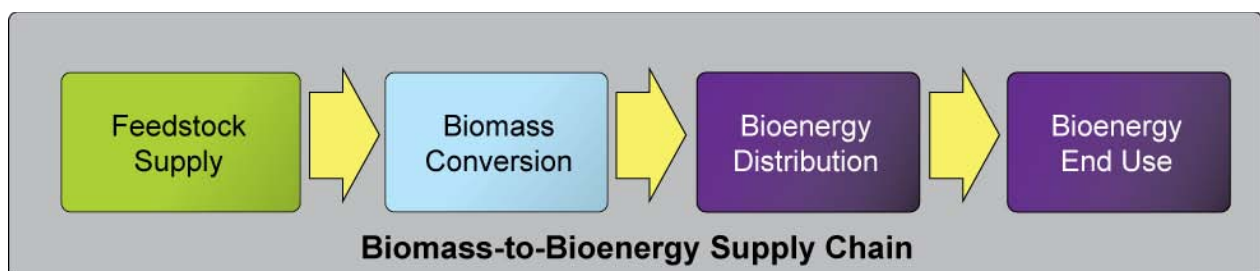 Feedstock
Supply
Biomass
Conversion
Bioenergy
Distribution
Bioenergy
End Use
Biomass-to-Bioenergy Supply Chain